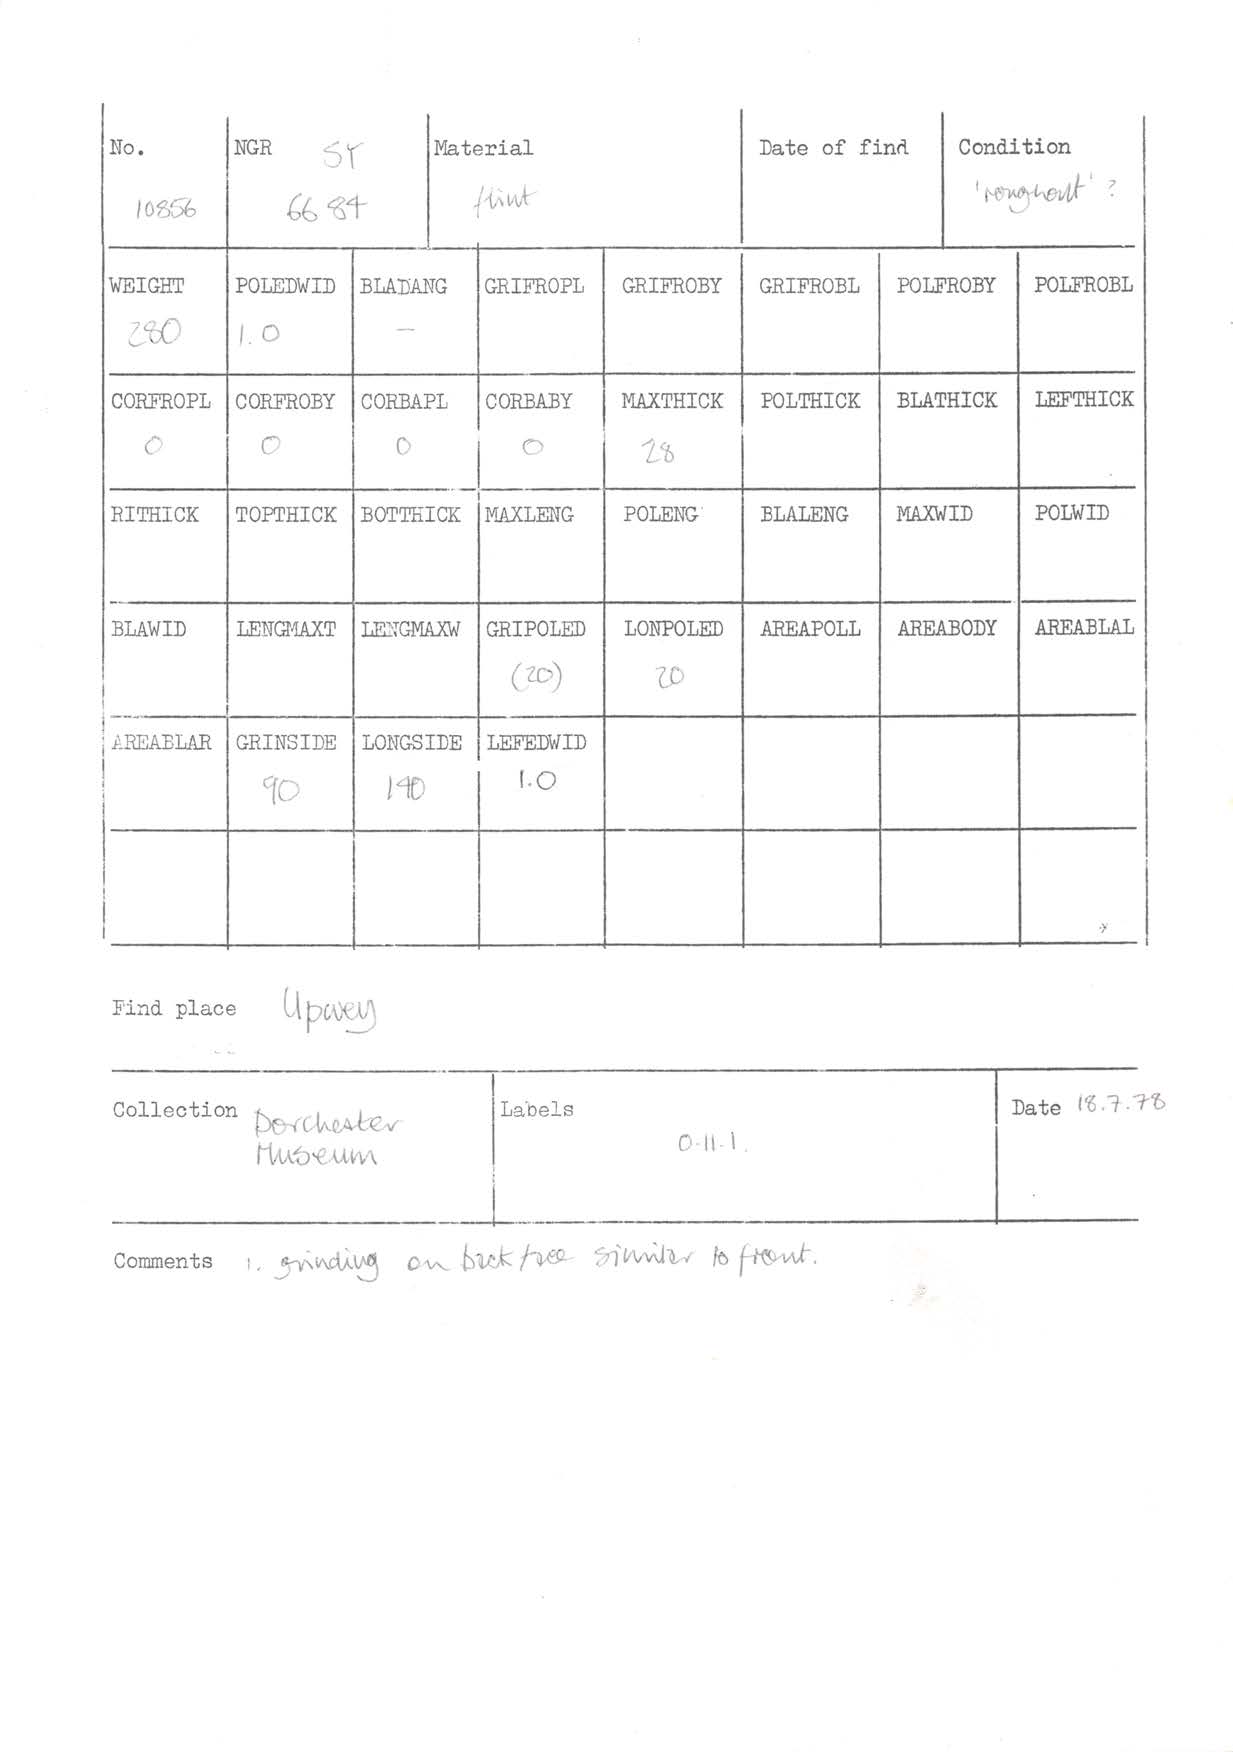 No. NGR SY Material Date of find Condition
10856 6684 flint 'roughout' ?
WEIGHT POLEDWID BLADANG GRIFROPL GRIFROBY GRIFROBL POLFROBY POLFROBL
280 1.0 —
CORFROPL CORFROBY CORBAPL CORBABY MAXTHICK POLTHICK BLATHICK LEFTHICK
0 0 0 0 28
RITHICK TOPTHICK BOTTHICK MAXLENG POLENG BLALENG MAXWID POLWID
BLAWID LENGMAXT LENGMAXW GRIPOLED LONPOLED AREAPOLL AREABODY AREABLAL
(20) 20
AREABLAR GRINSIDE LONGSIDE LEFEDWID
90 140 1.0
Find place Upwey
Collection Dorchester Labels Date 18.7.78
Museum 0.11.1.
Comments 1. grinding on back face similar to front.